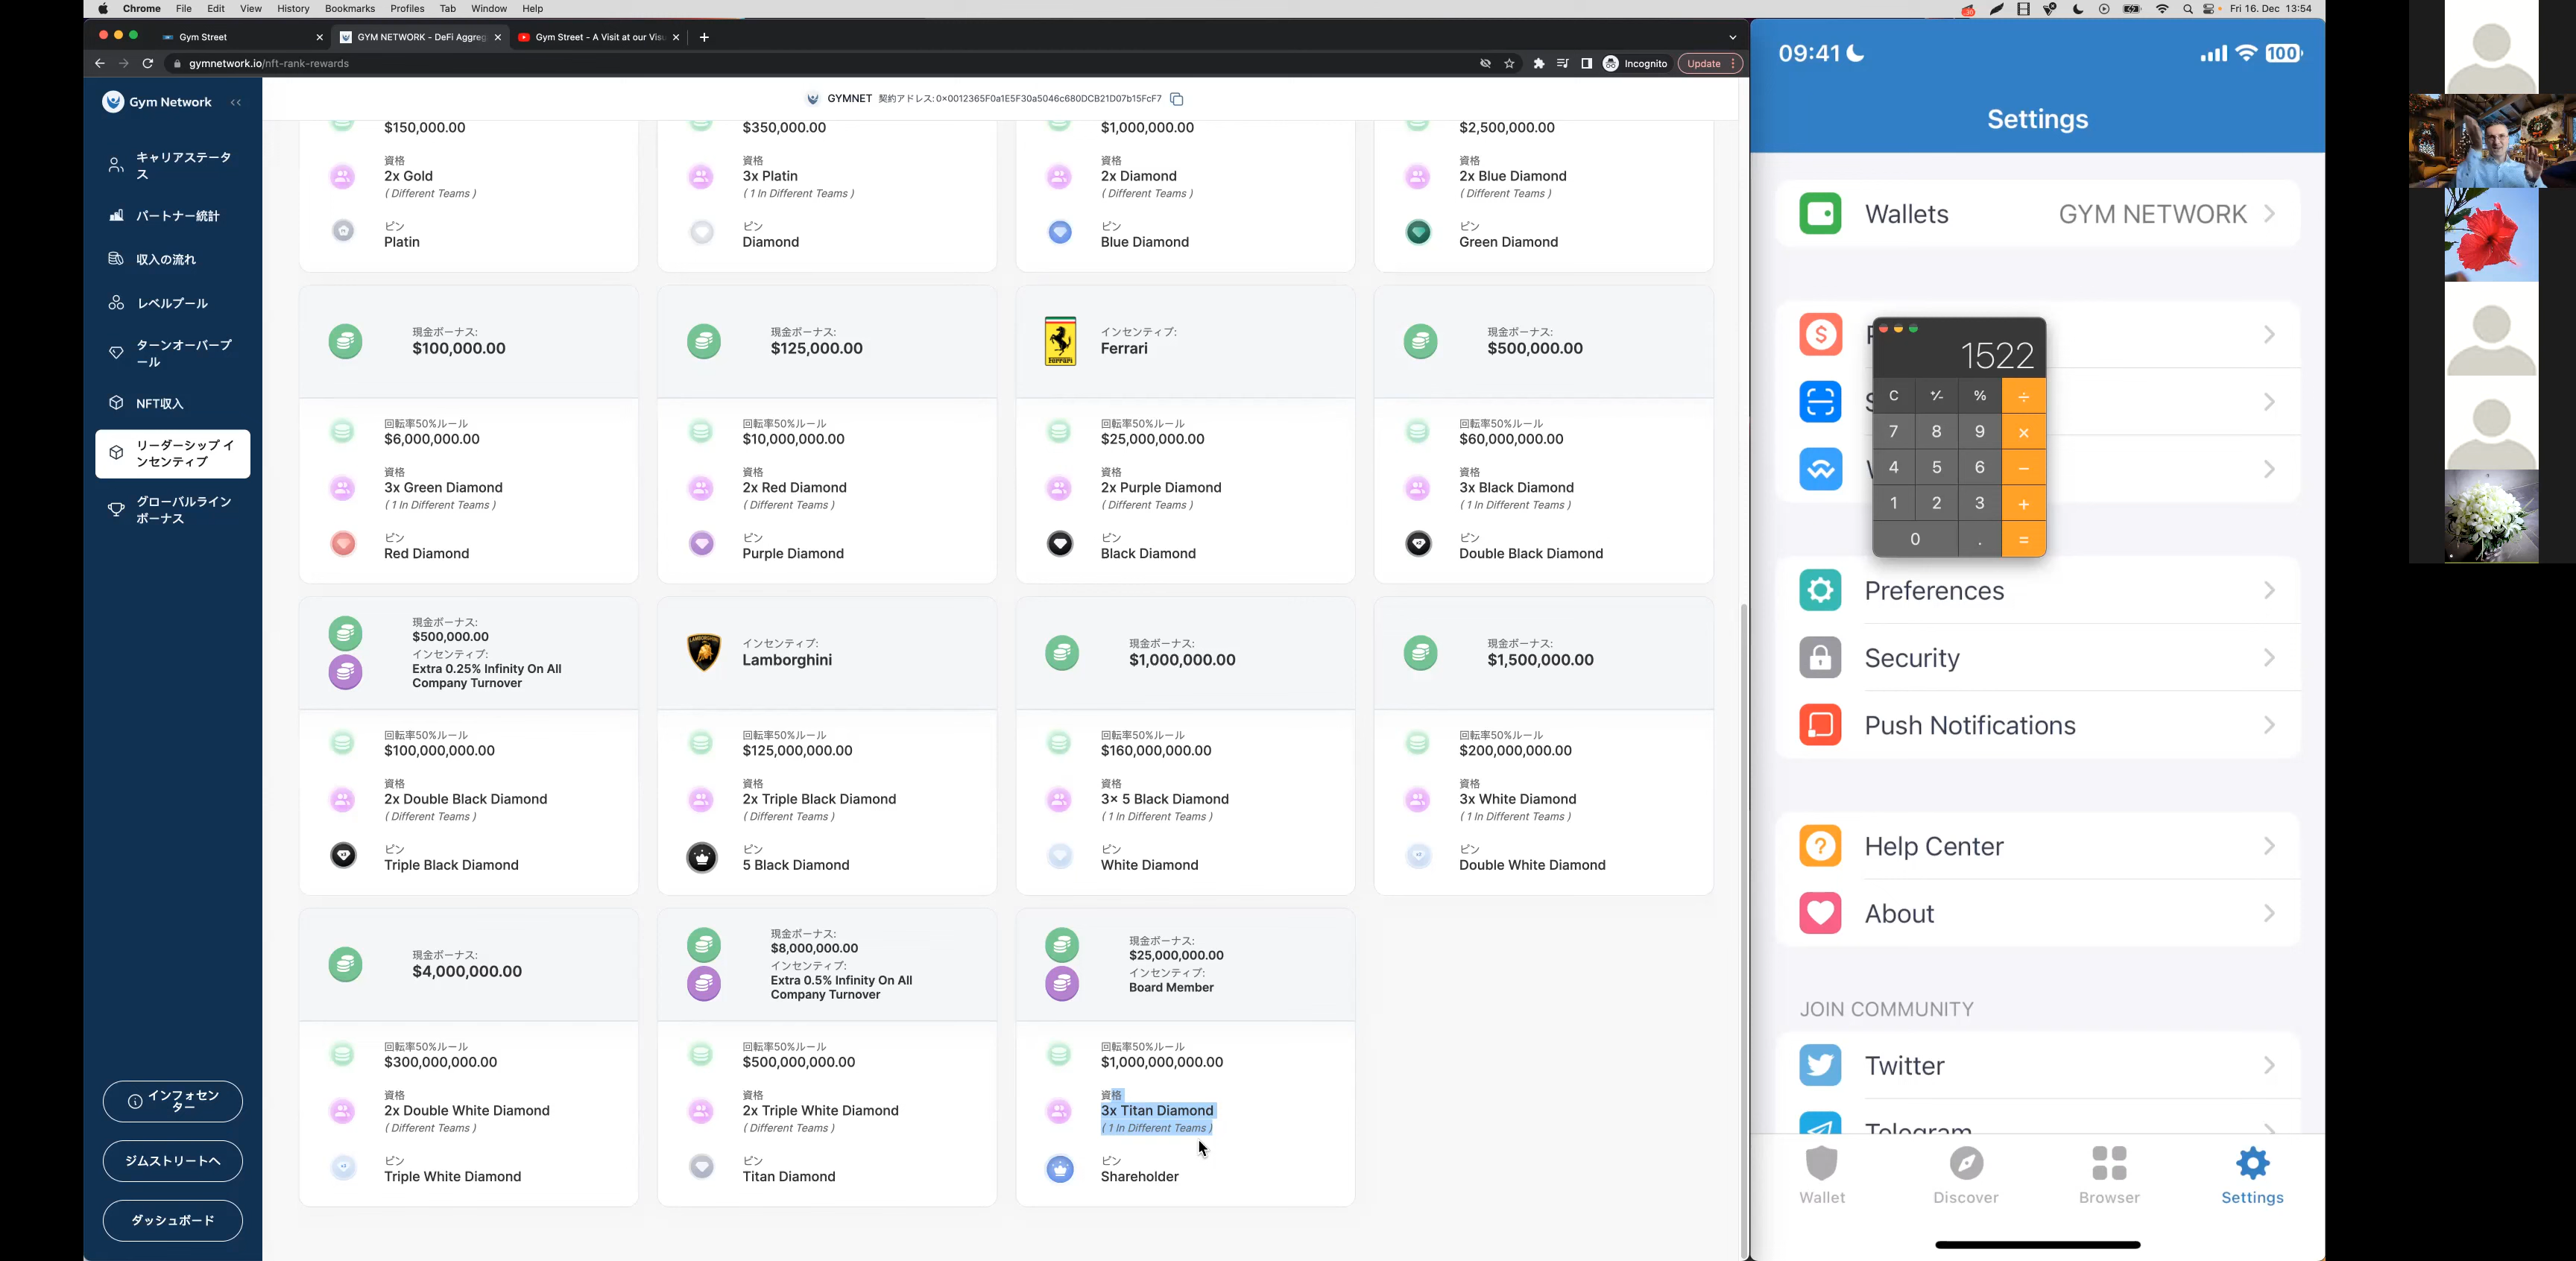 Chrome File Edit View History Bookmarks Profiles Tab Window Help
Fri 16. Dec 13:54
Gym Street
GYM NETWORK - DeFi Aggreg
Gym Street - A Visit at our Visu
gymnetwork.io/nft-rank-rewards
Incognito
Update
Gym Network
キャリアステータ
ス
パートナー統計
収入の流れ
レベルプール
ターンオーバープ
ール
NFT収入
リーダーシップ イ
ンセンティブ
グローバルライン
ボーナス
インフォセン
ター
ジムストリートへ
ダッシュボード
GYMNET 契約アドレス:0x0012365F0a1E5F30a5046c680DCB21D07b15FcF7
$150,000.00
資格
2x Gold
( Different Teams )
ピン
Platin
$350,000.00
資格
3x Platin
( 1 In Different Teams )
ピン
Diamond
$1,000,000.00
資格
2x Diamond
( Different Teams )
ピン
Blue Diamond
$2,500,000.00
資格
2x Blue Diamond
( Different Teams )
ピン
Green Diamond
現金ボーナス:
$100,000.00
回転率50%ルール
$6,000,000.00
資格
3x Green Diamond
( 1 In Different Teams )
ピン
Red Diamond
現金ボーナス:
$125,000.00
回転率50%ルール
$10,000,000.00
資格
2x Red Diamond
( Different Teams )
ピン
Purple Diamond
インセンティブ:
Ferrari
回転率50%ルール
$25,000,000.00
資格
2x Purple Diamond
( Different Teams )
ピン
Black Diamond
現金ボーナス:
$500,000.00
回転率50%ルール
$60,000,000.00
資格
3x Black Diamond
( 1 In Different Teams )
ピン
Double Black Diamond
現金ボーナス:
$500,000.00
インセンティブ:
Extra 0.25% Infinity On All
Company Turnover
回転率50%ルール
$100,000,000.00
資格
2x Double Black Diamond
( Different Teams )
ピン
Triple Black Diamond
LAMBORGHINI
インセンティブ:
Lamborghini
回転率50%ルール
$125,000,000.00
資格
2x Triple Black Diamond
( Different Teams )
ピン
5 Black Diamond
現金ボーナス:
$1,000,000.00
回転率50%ルール
$160,000,000.00
資格
3× 5 Black Diamond
( 1 In Different Teams )
ピン
White Diamond
現金ボーナス:
$1,500,000.00
回転率50%ルール
$200,000,000.00
資格
3x White Diamond
( 1 In Different Teams )
ピン
Double White Diamond
現金ボーナス:
$4,000,000.00
回転率50%ルール
$300,000,000.00
資格
2x Double White Diamond
( Different Teams )
ピン
Triple White Diamond
現金ボーナス:
$8,000,000.00
インセンティブ:
Extra 0.5% Infinity On All
Company Turnover
回転率50%ルール
$500,000,000.00
資格
2x Triple White Diamond
( Different Teams )
ピン
Titan Diamond
現金ボーナス:
$25,000,000.00
インセンティブ:
Board Member
回転率50%ルール
$1,000,000,000.00
資格
3x Titan Diamond
( 1 In Different Teams )
ピン
Shareholder
09:41
100
Settings
Wallets GYM NETWORK
1522
C +⁄- % ÷
7 8 9 ×
4 5 6 −
1 2 3 +
0 . =
Preferences
Security
Push Notifications
Help Center
About
JOIN COMMUNITY
Twitter
Telegram
Wallet Discover Browser Settings